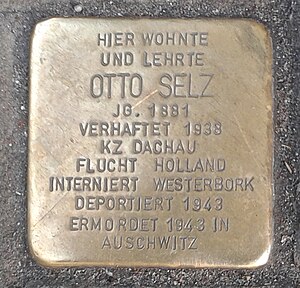 HIER WOHNTE
UND LEHRTE
OTTO SELZ
JG. 1881
VERHAFTET 1938
KZ DACHAU
FLUCHT HOLLAND
INTERNIERT WESTERBORK
DEPORTIERT 1943
ERMORDET 1943 IN
AUSCHWITZ